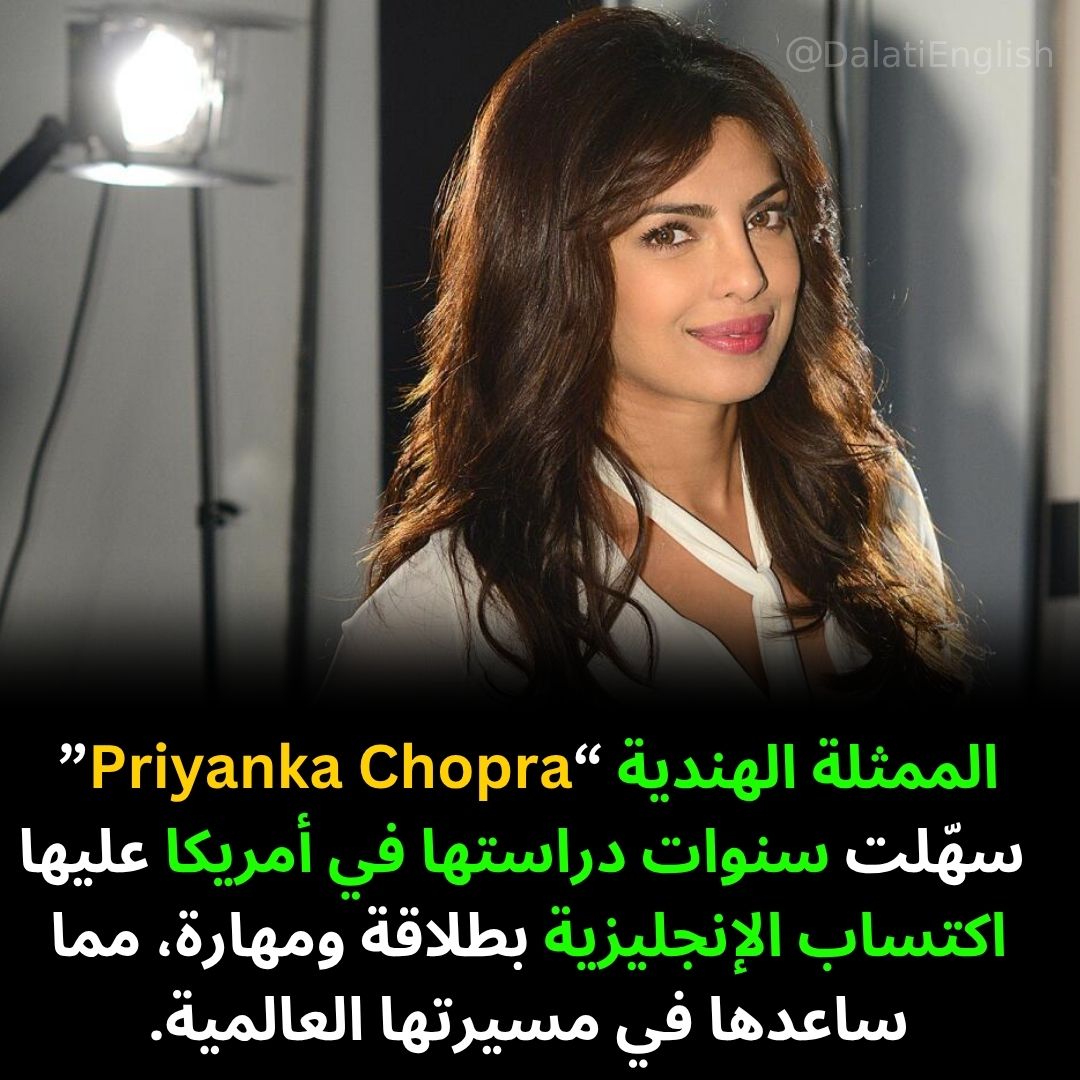 @DalatiEnglish
الممثلة الهندية “Priyanka Chopra”
سهّلت سنوات دراستها في أمريكا عليها
اكتساب الإنجليزية بطلاقة ومهارة، مما
ساعدها في مسيرتها العالمية.